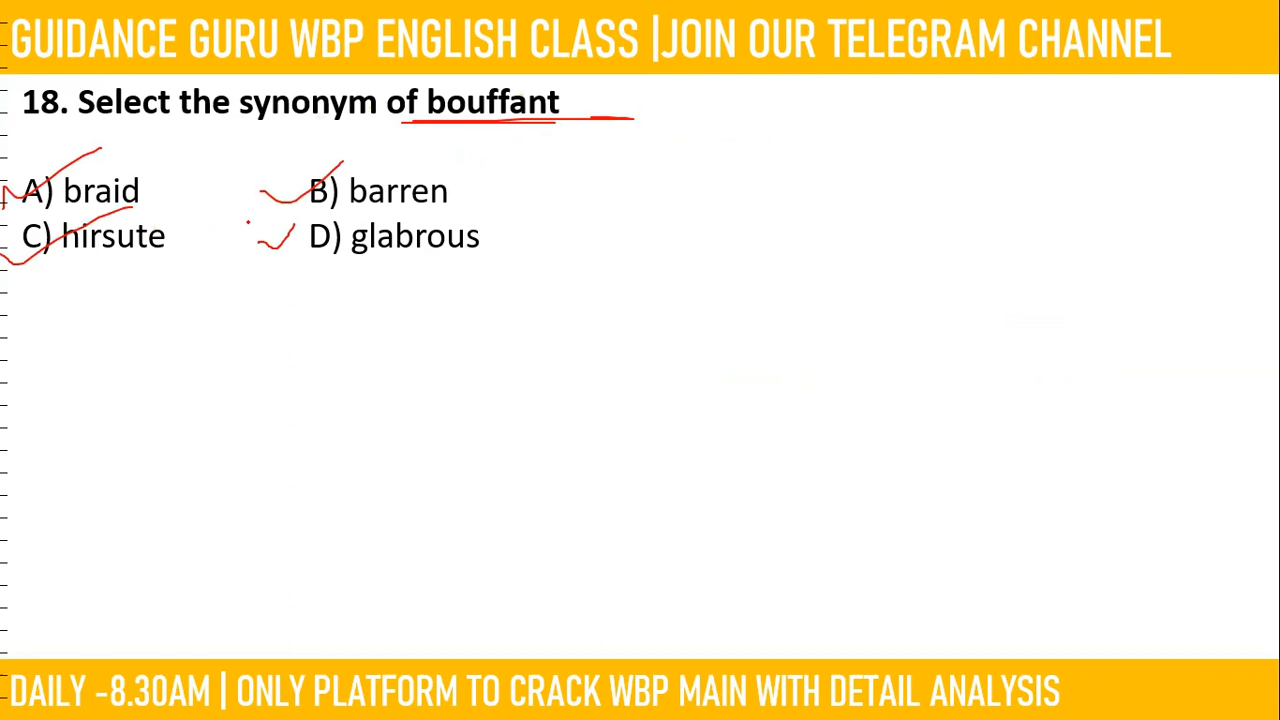 GUIDANCE GURU WBP ENGLISH CLASS |JOIN OUR TELEGRAM CHANNEL
18. Select the synonym of bouffant
A) braid B) barren
C) hirsute D) glabrous
DAILY -8.30AM | ONLY PLATFORM TO CRACK WBP MAIN WITH DETAIL ANALYSIS